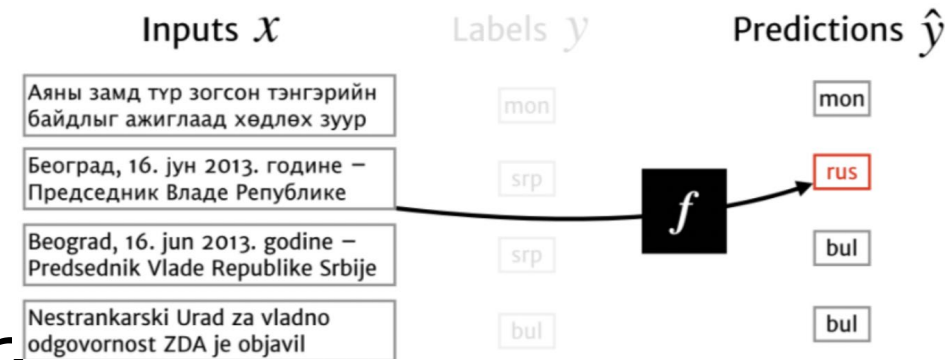 Inputs x
Labels y
Predictions ŷ
Аяны замд түр зогсон тэнгэрийн
байдлыг ажиглаад хөдлөх зуур
mon
mon
Београд, 16. јун 2013. године –
Председник Владе Републике
srp
f
rus
Beograd, 16. jun 2013. godine –
Predsednik Vlade Republike Srbije
srp
bul
Nestrankarski Urad za vladno
odgovornost ZDA je objavil
bul
bul